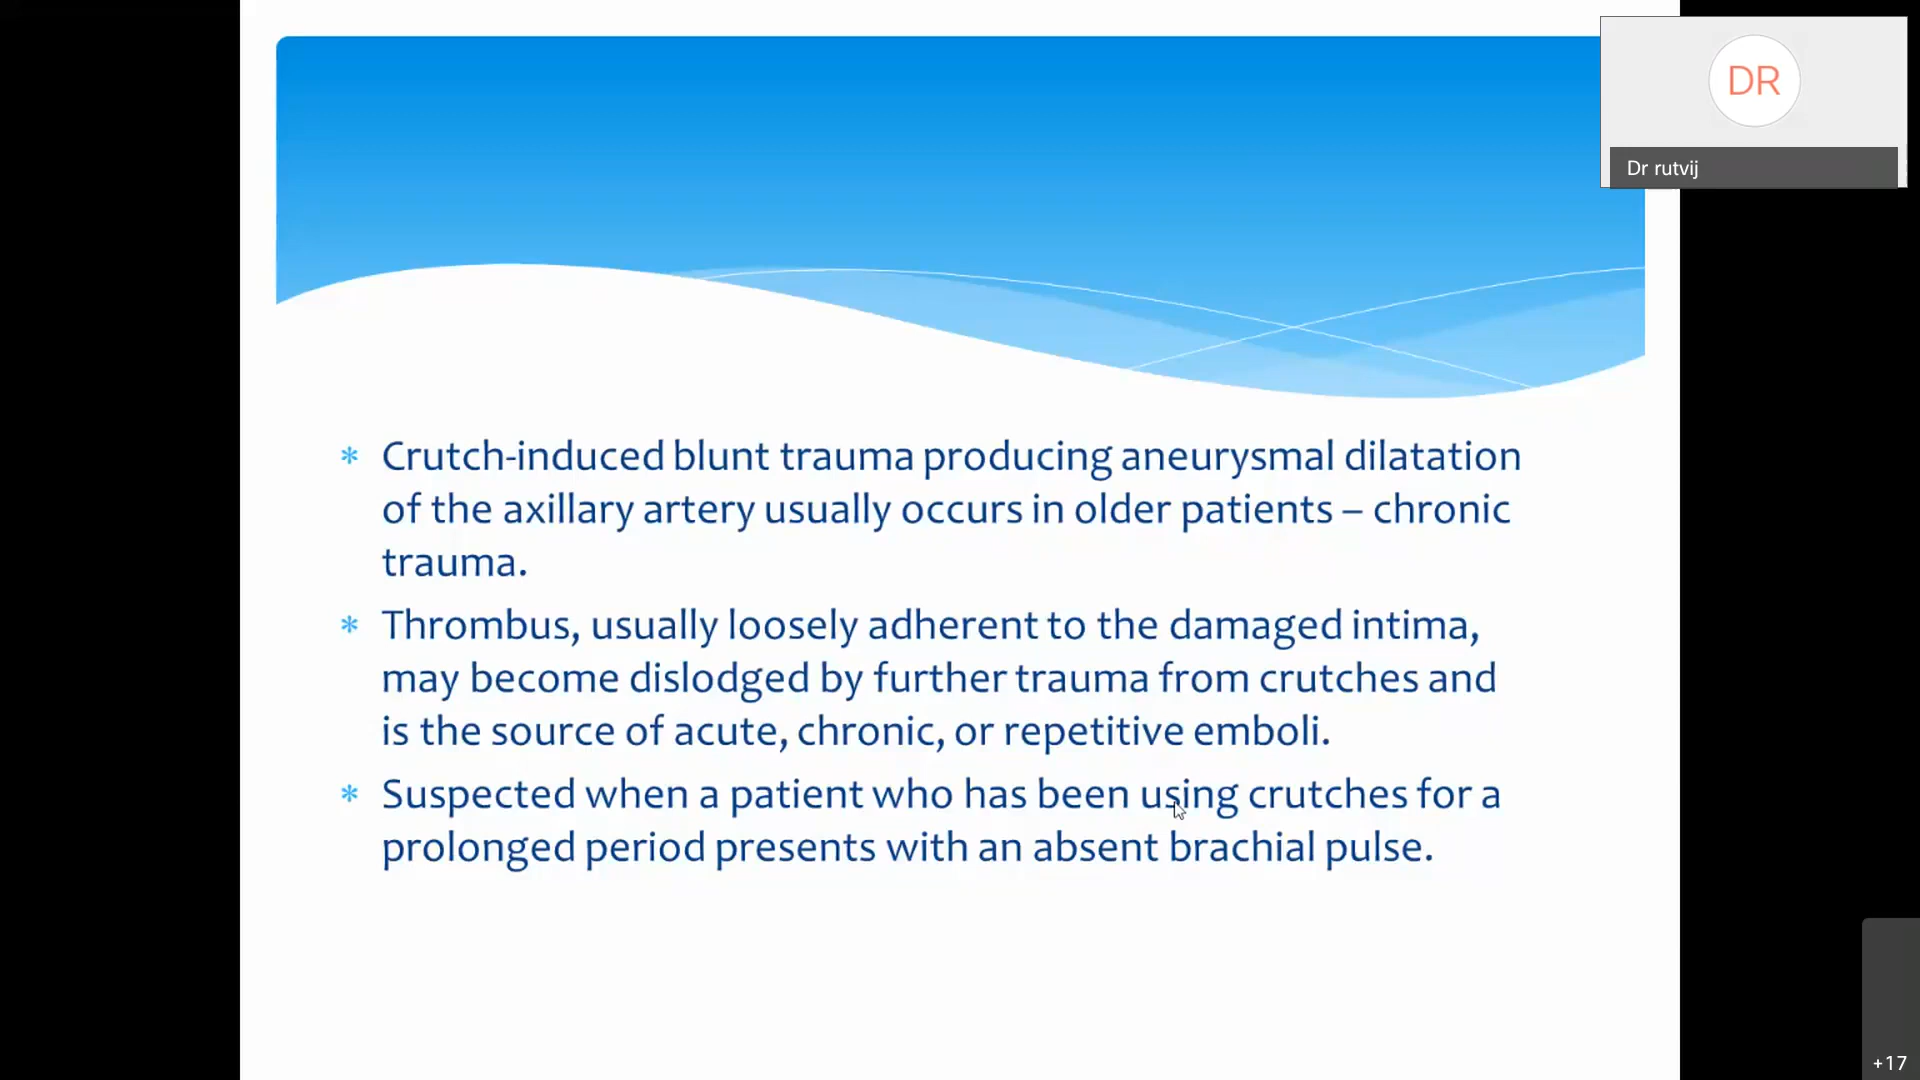 DR
Dr rutvij
* Crutch-induced blunt trauma producing aneurysmal dilatation
of the axillary artery usually occurs in older patients – chronic
trauma.
* Thrombus, usually loosely adherent to the damaged intima,
may become dislodged by further trauma from crutches and
is the source of acute, chronic, or repetitive emboli.
* Suspected when a patient who has been using crutches for a
prolonged period presents with an absent brachial pulse.
+17